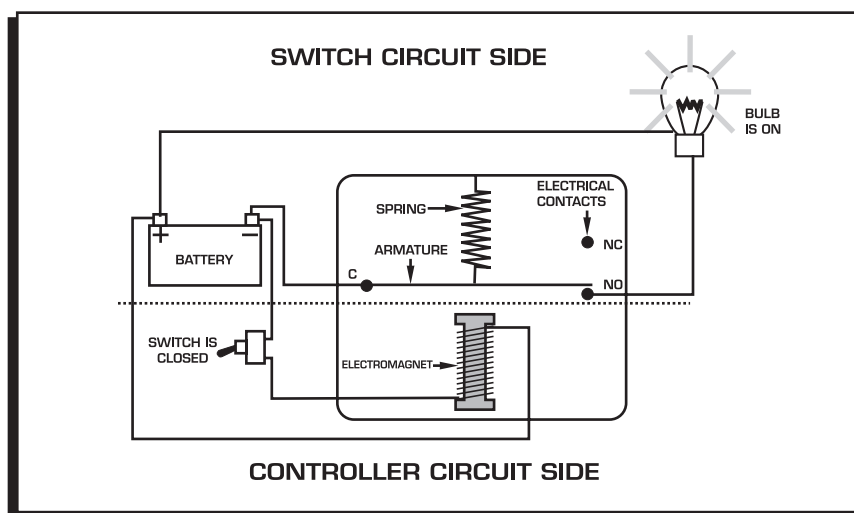 SWITCH CIRCUIT SIDE
BULB
IS ON
ELECTRICAL
CONTACTS
SPRING
NC
ARMATURE
+
−
BATTERY
C
NO
SWITCH IS
CLOSED
ELECTROMAGNET
CONTROLLER CIRCUIT SIDE